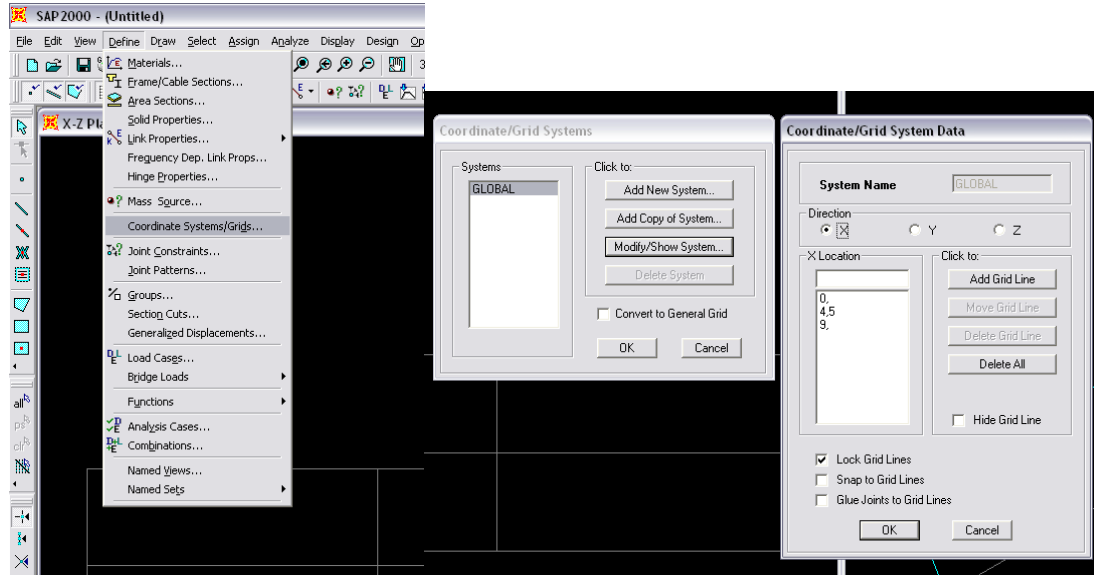 SAP2000 - (Untitled)
File Edit View Define Draw Select Assign Analyze Display Design Op
X-Z Pla
Materials...
Frame/Cable Sections...
Area Sections...
Solid Properties...
Link Properties...
Frequency Dep. Link Props...
Hinge Properties...
Mass Source...
Coordinate Systems/Grids...
Joint Constraints...
Joint Patterns...
Groups...
Section Cuts...
Generalized Displacements...
Load Cases...
Bridge Loads
Functions
Analysis Cases...
Combinations...
Named Views...
Named Sets
all
ps
clr
Coordinate/Grid Systems
Systems
GLOBAL
Click to:
Add New System...
Add Copy of System...
Modify/Show System...
Delete System
Convert to General Grid
OK Cancel
Coordinate/Grid System Data
System Name GLOBAL
Direction
X Y Z
X Location
0,
4,5
9,
Click to:
Add Grid Line
Move Grid Line
Delete Grid Line
Delete All
Hide Grid Line
Lock Grid Lines
Snap to Grid Lines
Glue Joints to Grid Lines
OK Cancel